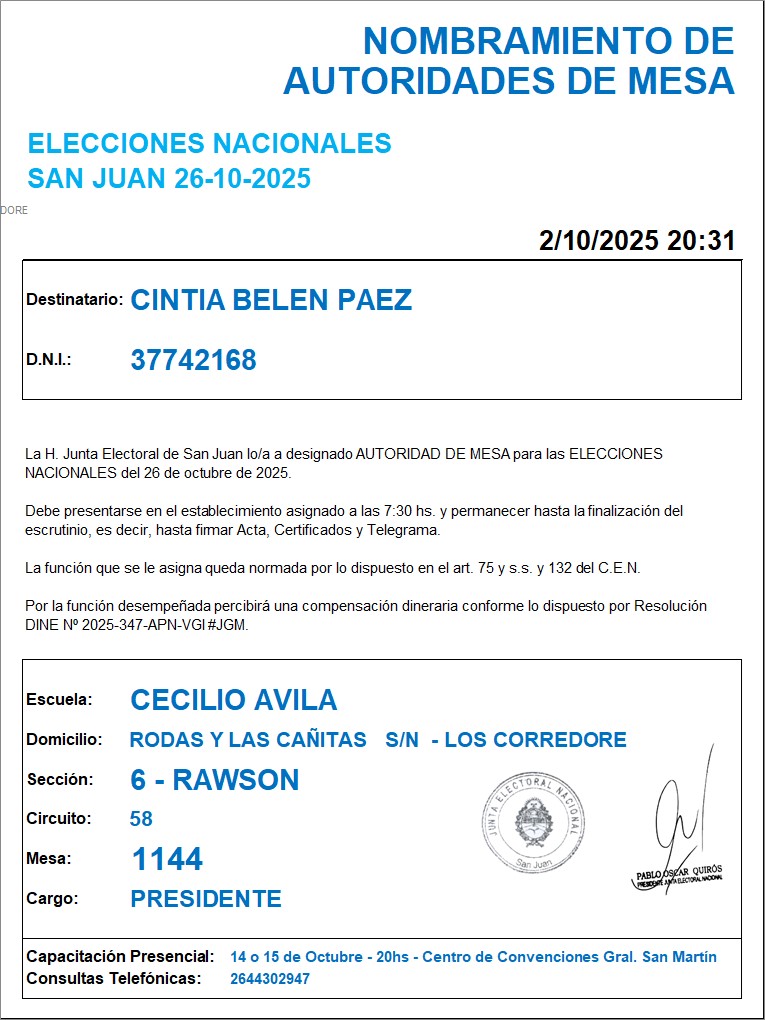 NOMBRAMIENTO DE
AUTORIDADES DE MESA
ELECCIONES NACIONALES
SAN JUAN 26-10-2025
DORE
2/10/2025 20:31
Destinatario: CINTIA BELEN PAEZ
D.N.I.: 37742168
La H. Junta Electoral de San Juan lo/a a designado AUTORIDAD DE MESA para las ELECCIONES
NACIONALES del 26 de octubre de 2025.
Debe presentarse en el establecimiento asignado a las 7:30 hs. y permanecer hasta la finalización del
escrutinio, es decir, hasta firmar Acta, Certificados y Telegrama.
La función que se le asigna queda normada por lo dispuesto en el art. 75 y s.s. y 132 del C.E.N.
Por la función desempeñada percibirá una compensación dineraria conforme lo dispuesto por Resolución
DINE Nº 2025-347-APN-VGI#JGM.
Escuela: CECILIO AVILA
Domicilio: RODAS Y LAS CAÑITAS S/N - LOS CORREDORE
Sección: 6 - RAWSON
Circuito: 58
Mesa: 1144
Cargo: PRESIDENTE
JUNTA ELECTORAL NACIONAL
San Juan
PABLO OSCAR QUIRÓS
PRESIDENTE JUNTA ELECTORAL NACIONAL
Capacitación Presencial: 14 o 15 de Octubre - 20hs - Centro de Convenciones Gral. San Martín
Consultas Telefónicas: 2644302947